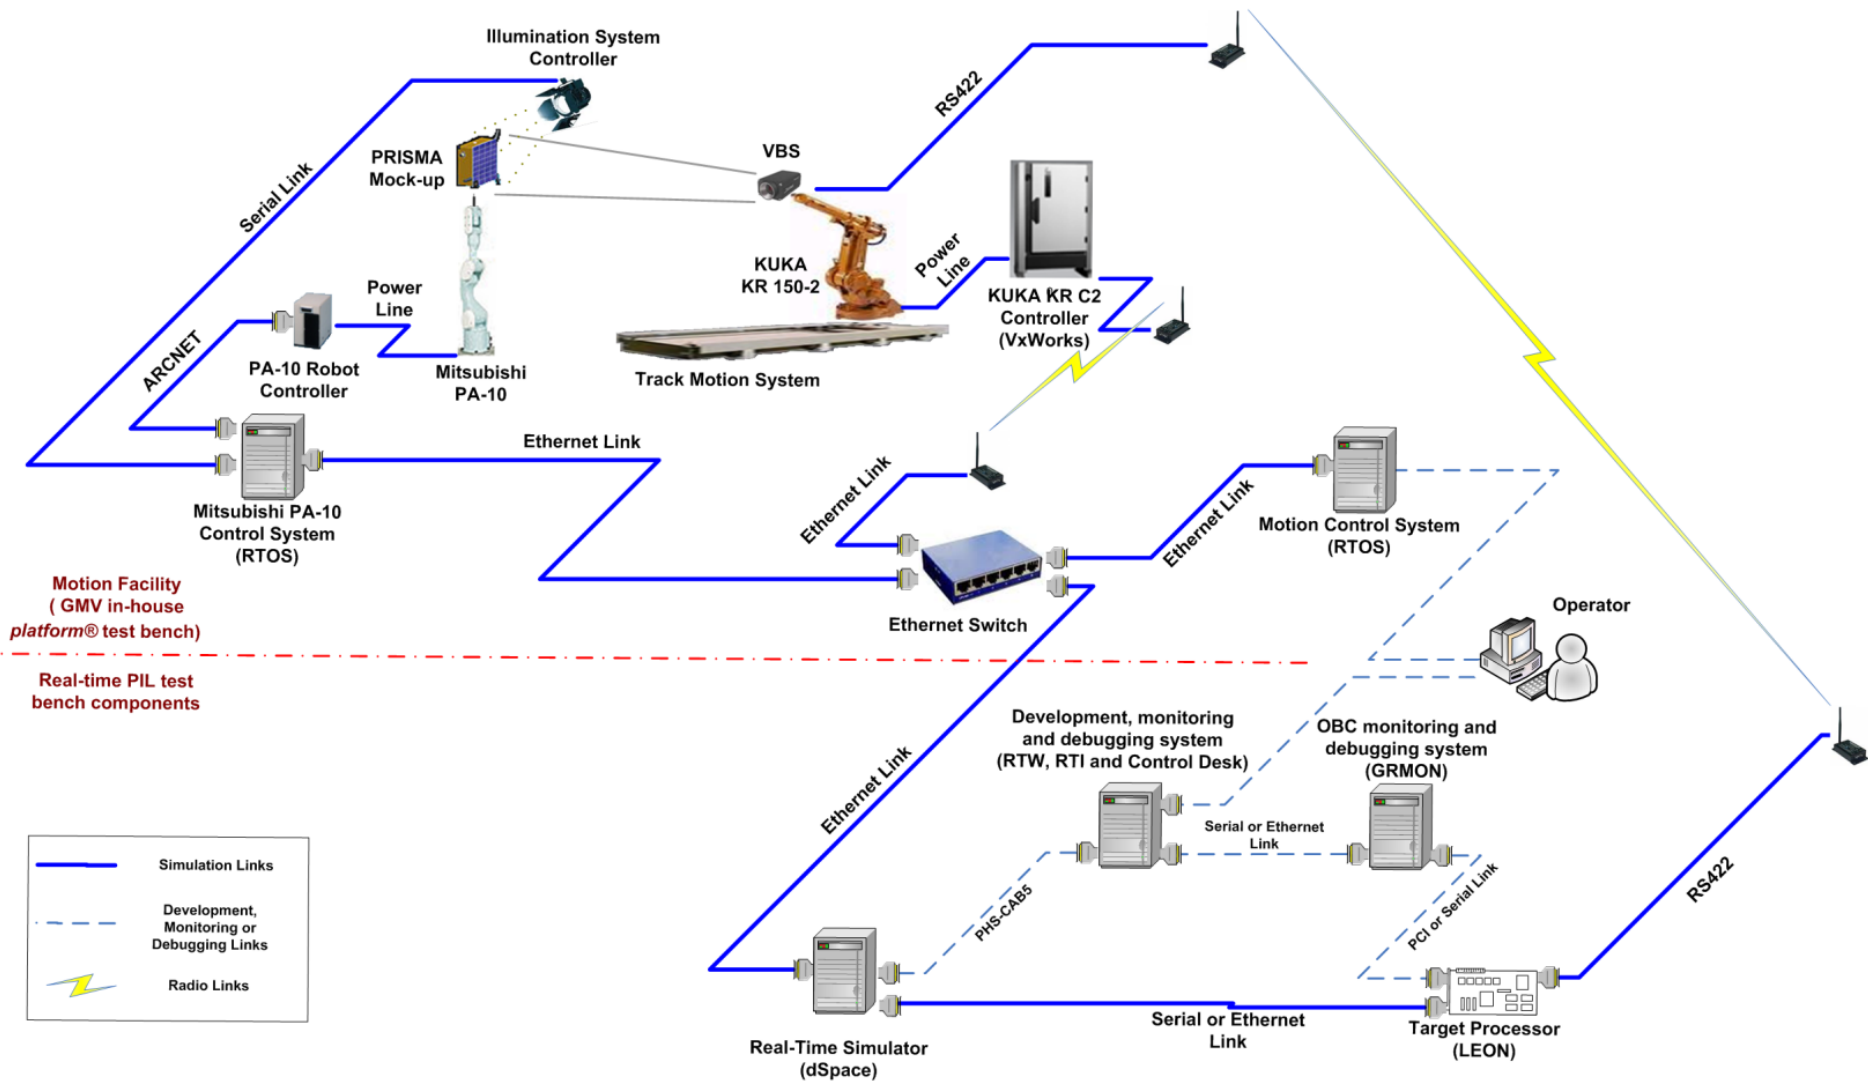 Illumination System
Controller
RS422
PRISMA
Mock-up
VBS
Serial Link
KUKA
KR 150-2
Power
Line
KUKA KR C2
Controller
(VxWorks)
Power
Line
ARCNET
PA-10 Robot
Controller
Mitsubishi
PA-10
Track Motion System
Ethernet Link
Ethernet Link
Ethernet Link
Mitsubishi PA-10
Control System
(RTOS)
Motion Control System
(RTOS)
Motion Facility
( GMV in-house
platform® test bench)
Ethernet Switch
Operator
Real-time PIL test
bench components
Development, monitoring
and debugging system
(RTW, RTI and Control Desk)
OBC monitoring and
debugging system
(GRMON)
Ethernet Link
Serial or Ethernet
Link
PHS-CAB5
PCI or Serial Link
RS422
Simulation Links
Development,
Monitoring or
Debugging Links
Radio Links
Serial or Ethernet
Link
Target Processor
(LEON)
Real-Time Simulator
(dSpace)